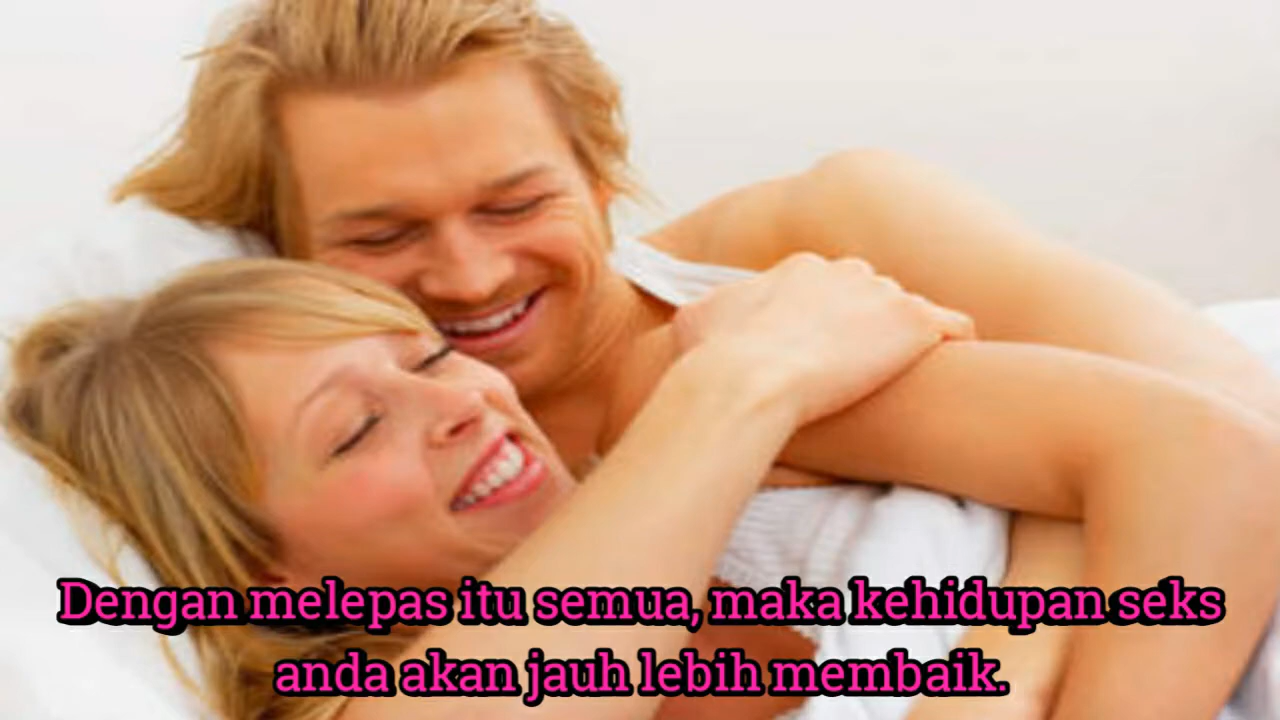 Dengan melepas itu semua, maka kehidupan seks
anda akan jauh lebih membaik.